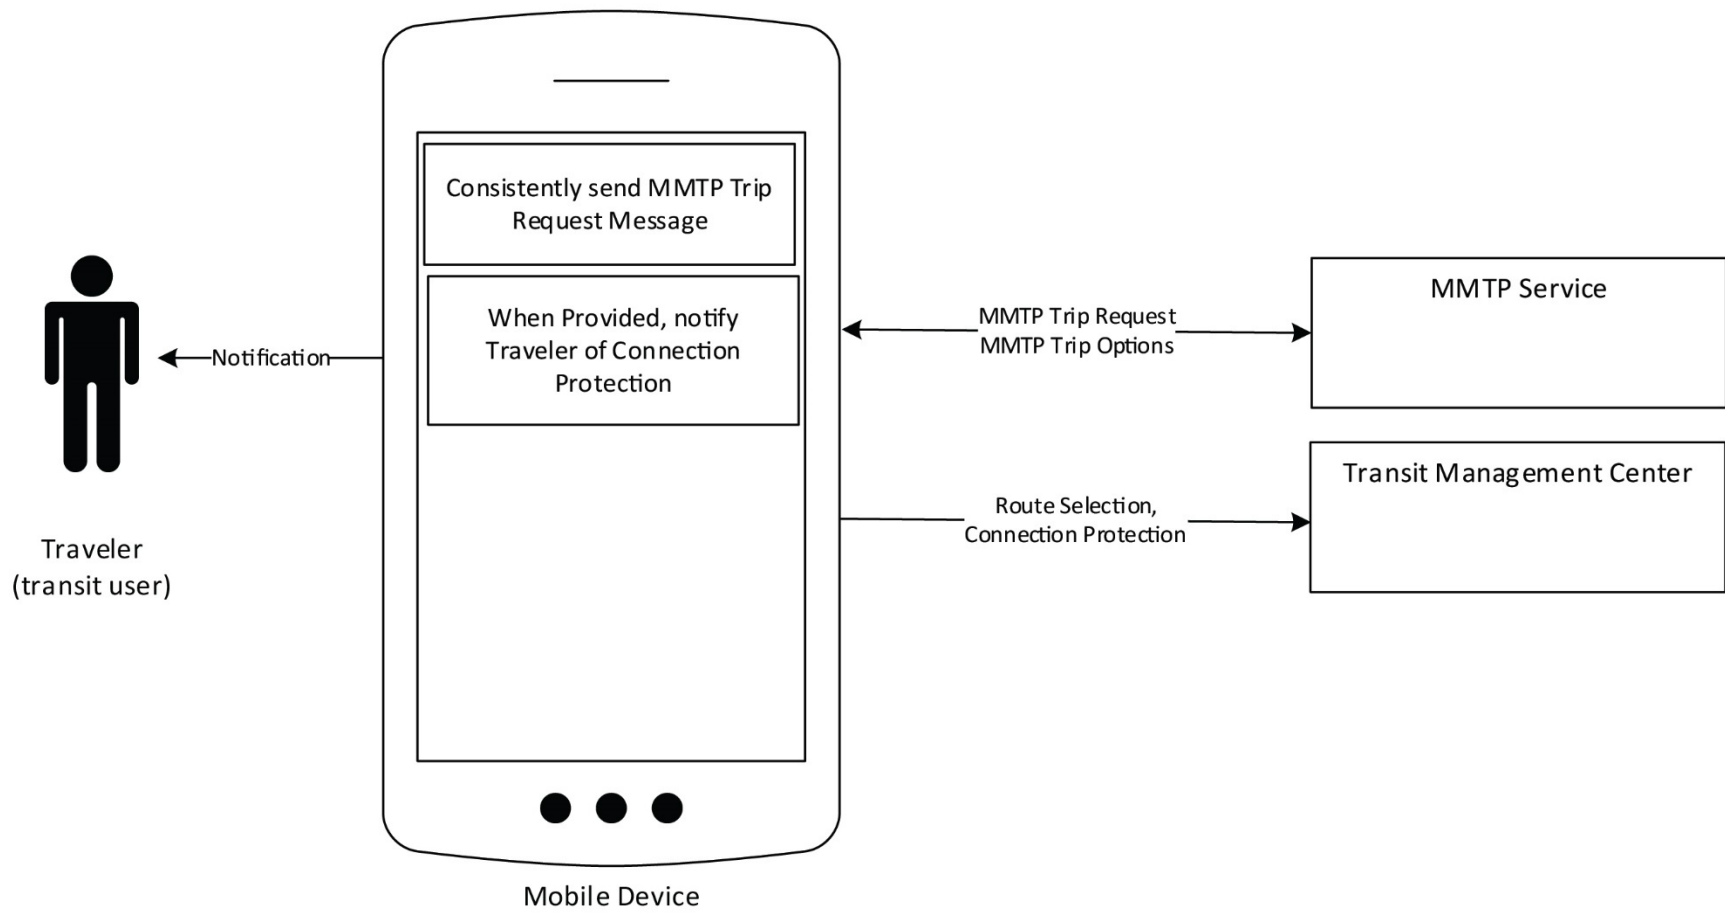 Consistently send MMTP Trip
Request Message
When Provided, notify
Traveler of Connection
Protection
Notification
Traveler
(transit user)
MMTP Trip Request
MMTP Trip Options
MMTP Service
Route Selection,
Connection Protection
Transit Management Center
Mobile Device